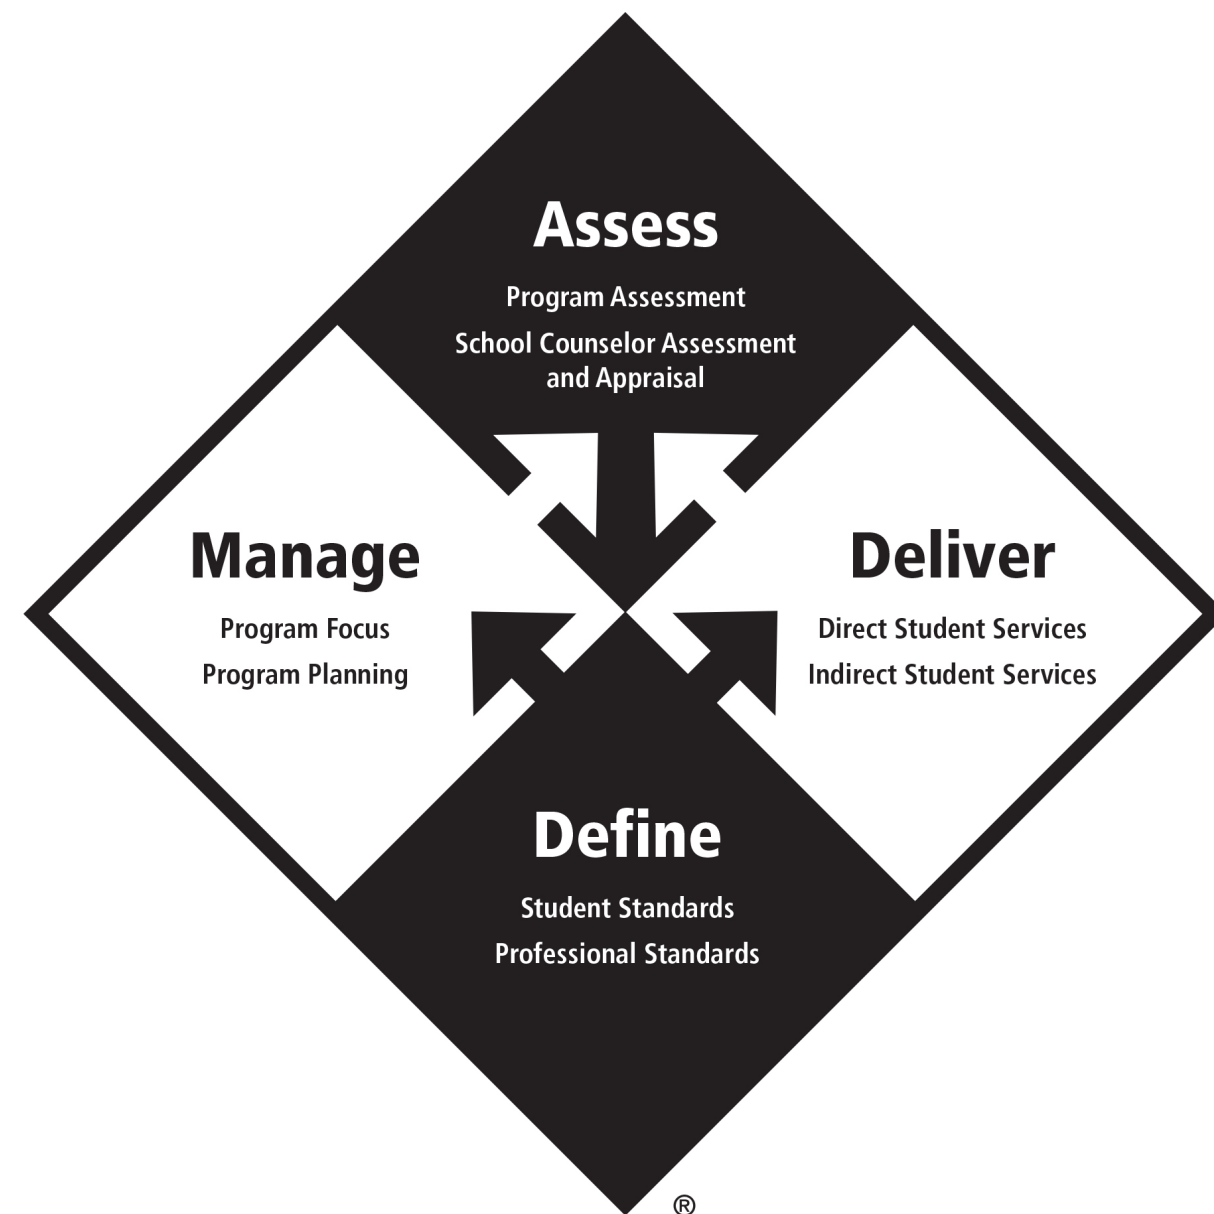 Assess
Program Assessment
School Counselor Assessment
and Appraisal
Manage
Program Focus
Program Planning
Deliver
Direct Student Services
Indirect Student Services
Define
Student Standards
Professional Standards
®